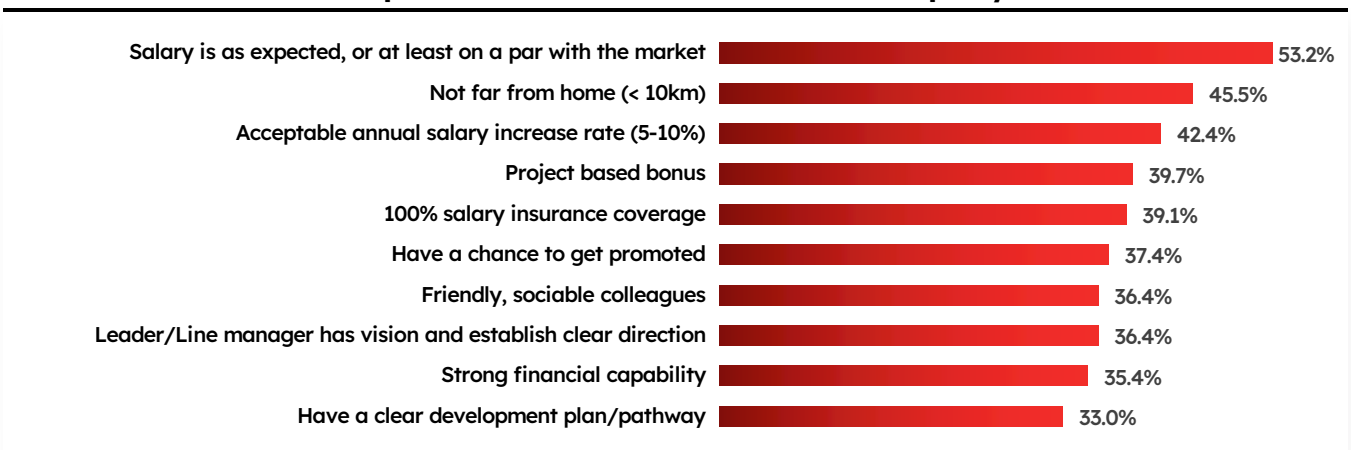 Salary is as expected, or at least on a par with the market 53.2%
Not far from home (< 10km) 45.5%
Acceptable annual salary increase rate (5-10%) 42.4%
Project based bonus 39.7%
100% salary insurance coverage 39.1%
Have a chance to get promoted 37.4%
Friendly, sociable colleagues 36.4%
Leader/Line manager has vision and establish clear direction 36.4%
Strong financial capability 35.4%
Have a clear development plan/pathway 33.0%